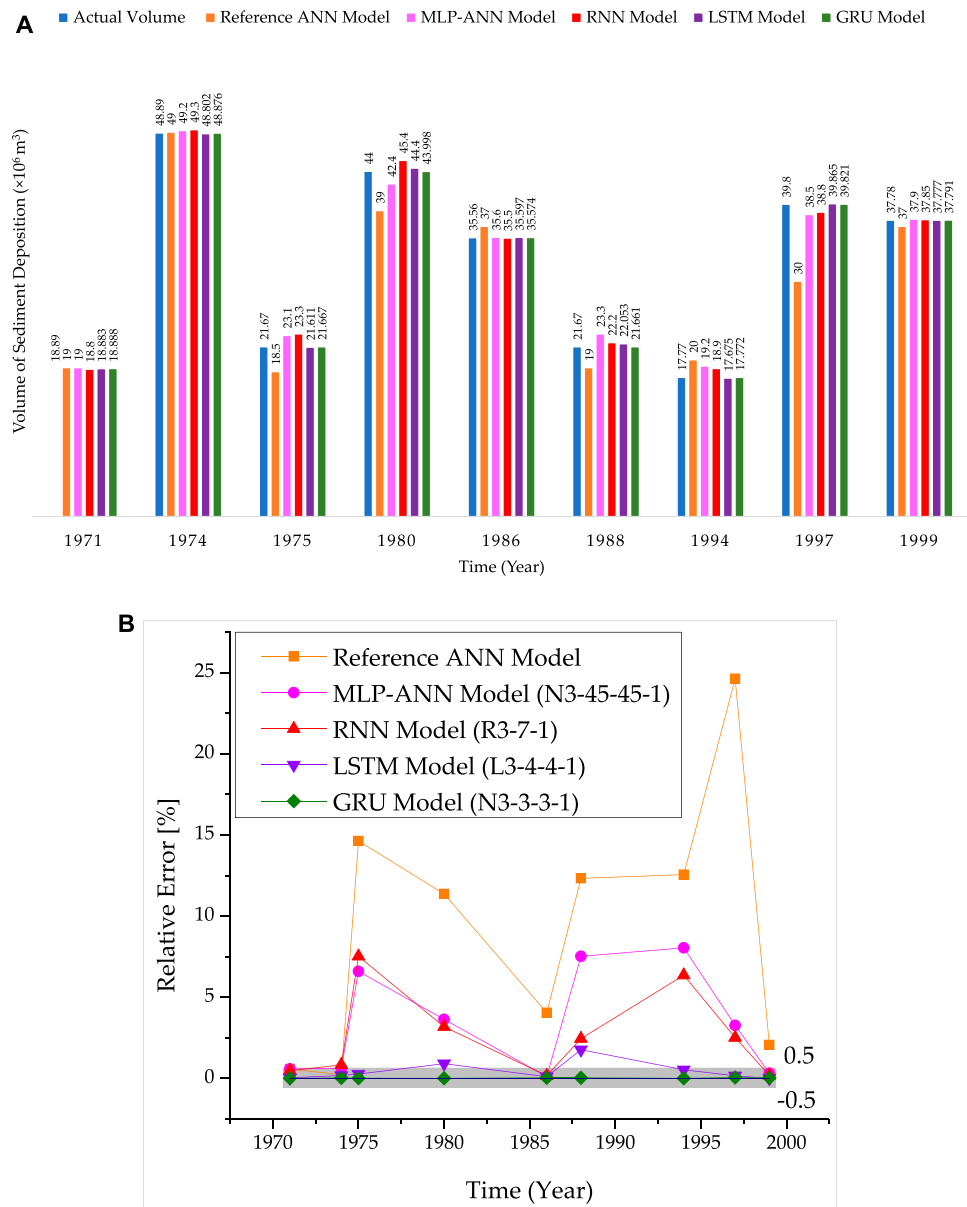 A
Actual Volume Reference ANN Model MLP-ANN Model RNN Model LSTM Model GRU Model
Volume of Sediment Deposition (×10⁶ m³)
18.89 19 19 18.8 18.883 18.888
48.89 49 49.2 49.3 48.802 48.876
21.67 18.5 23.1 23.3 21.611 21.667
44 39 42.4 45.4 44.4 43.998
35.56 37 35.6 35.5 35.597 35.574
21.67 19 23.3 22.2 22.053 21.661
17.77 20 19.2 18.9 17.675 17.772
39.8 30 38.5 38.8 39.865 39.821
37.78 37 37.9 37.85 37.777 37.791
1971 1974 1975 1980 1986 1988 1994 1997 1999
Time (Year)
B
Reference ANN Model
MLP-ANN Model (N3-45-45-1)
RNN Model (R3-7-1)
LSTM Model (L3-4-4-1)
GRU Model (N3-3-3-1)
Relative Error [%]
25
20
15
10
5
0
0.5
-0.5
1970 1975 1980 1985 1990 1995 2000
Time (Year)